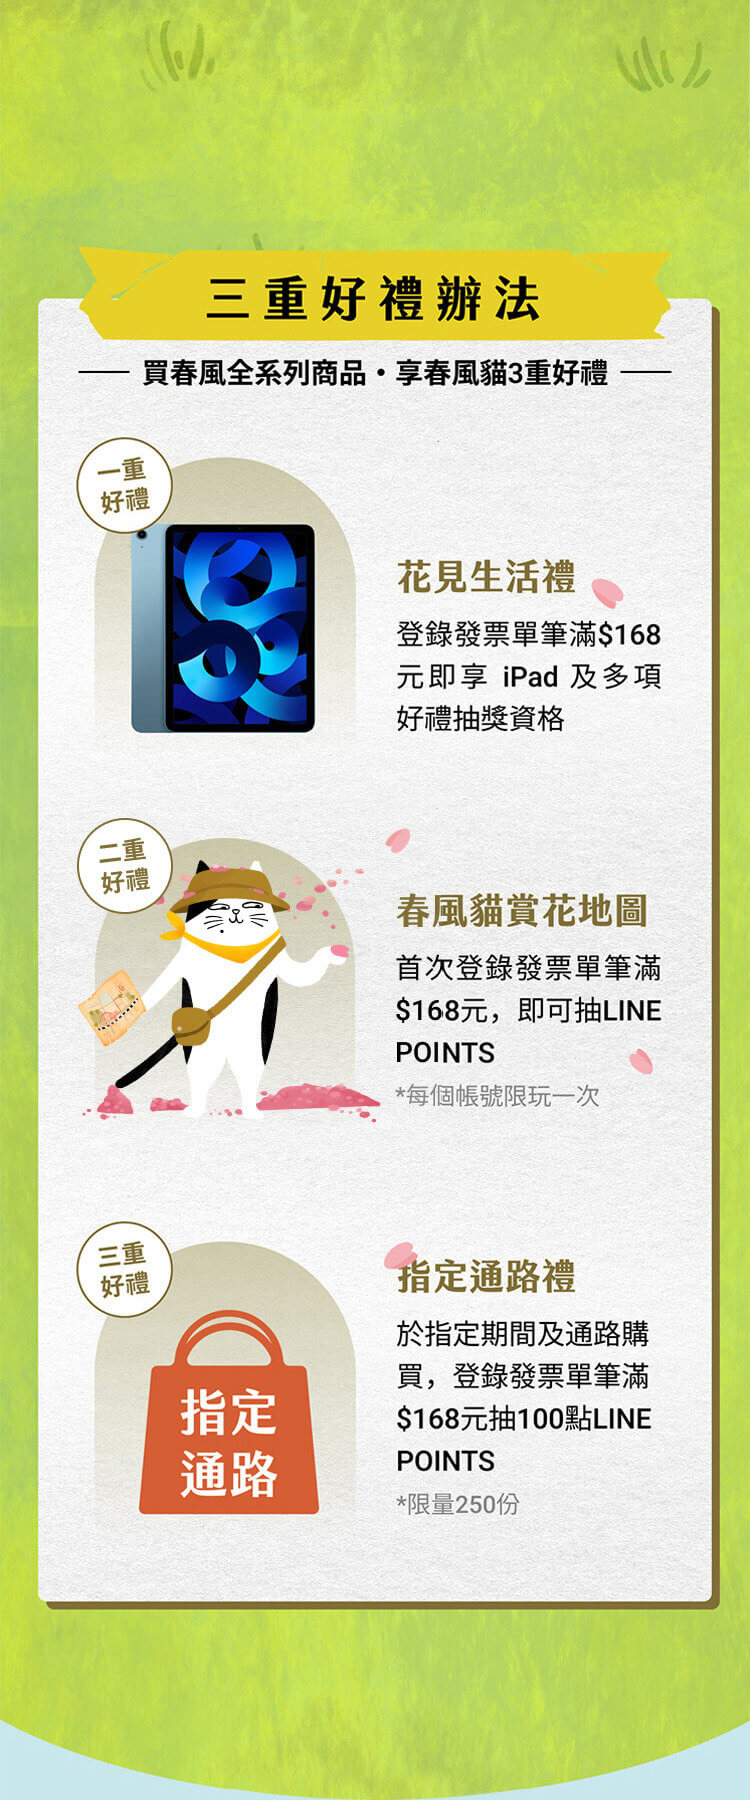 三重好禮辦法
買春風全系列商品・享春風貓3重好禮
一重
好禮
花見生活禮
登錄發票單筆滿$168
元即享 iPad 及多項
好禮抽獎資格
二重
好禮
春風貓賞花地圖
首次登錄發票單筆滿
$168元，即可抽LINE
POINTS
*每個帳號限玩一次
三重
好禮
指定
通路
指定通路禮
於指定期間及通路購
買，登錄發票單筆滿
$168元抽100點LINE
POINTS
*限量250份